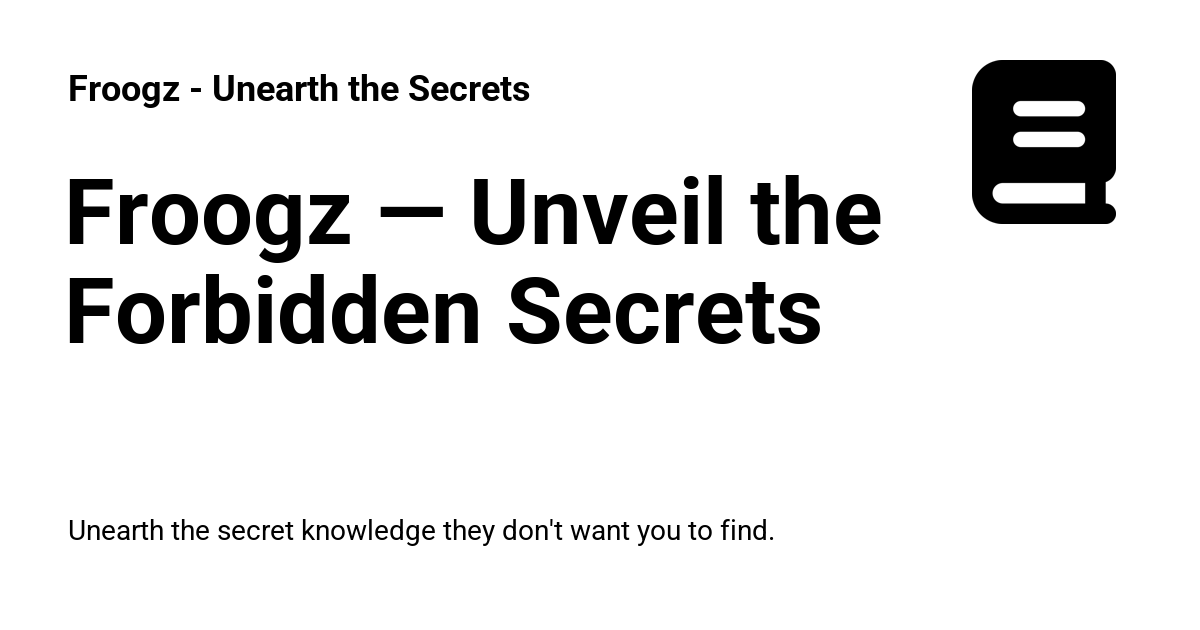 Froogz - Unearth the Secrets
Froogz — Unveil the
Forbidden Secrets
Unearth the secret knowledge they don't want you to find.